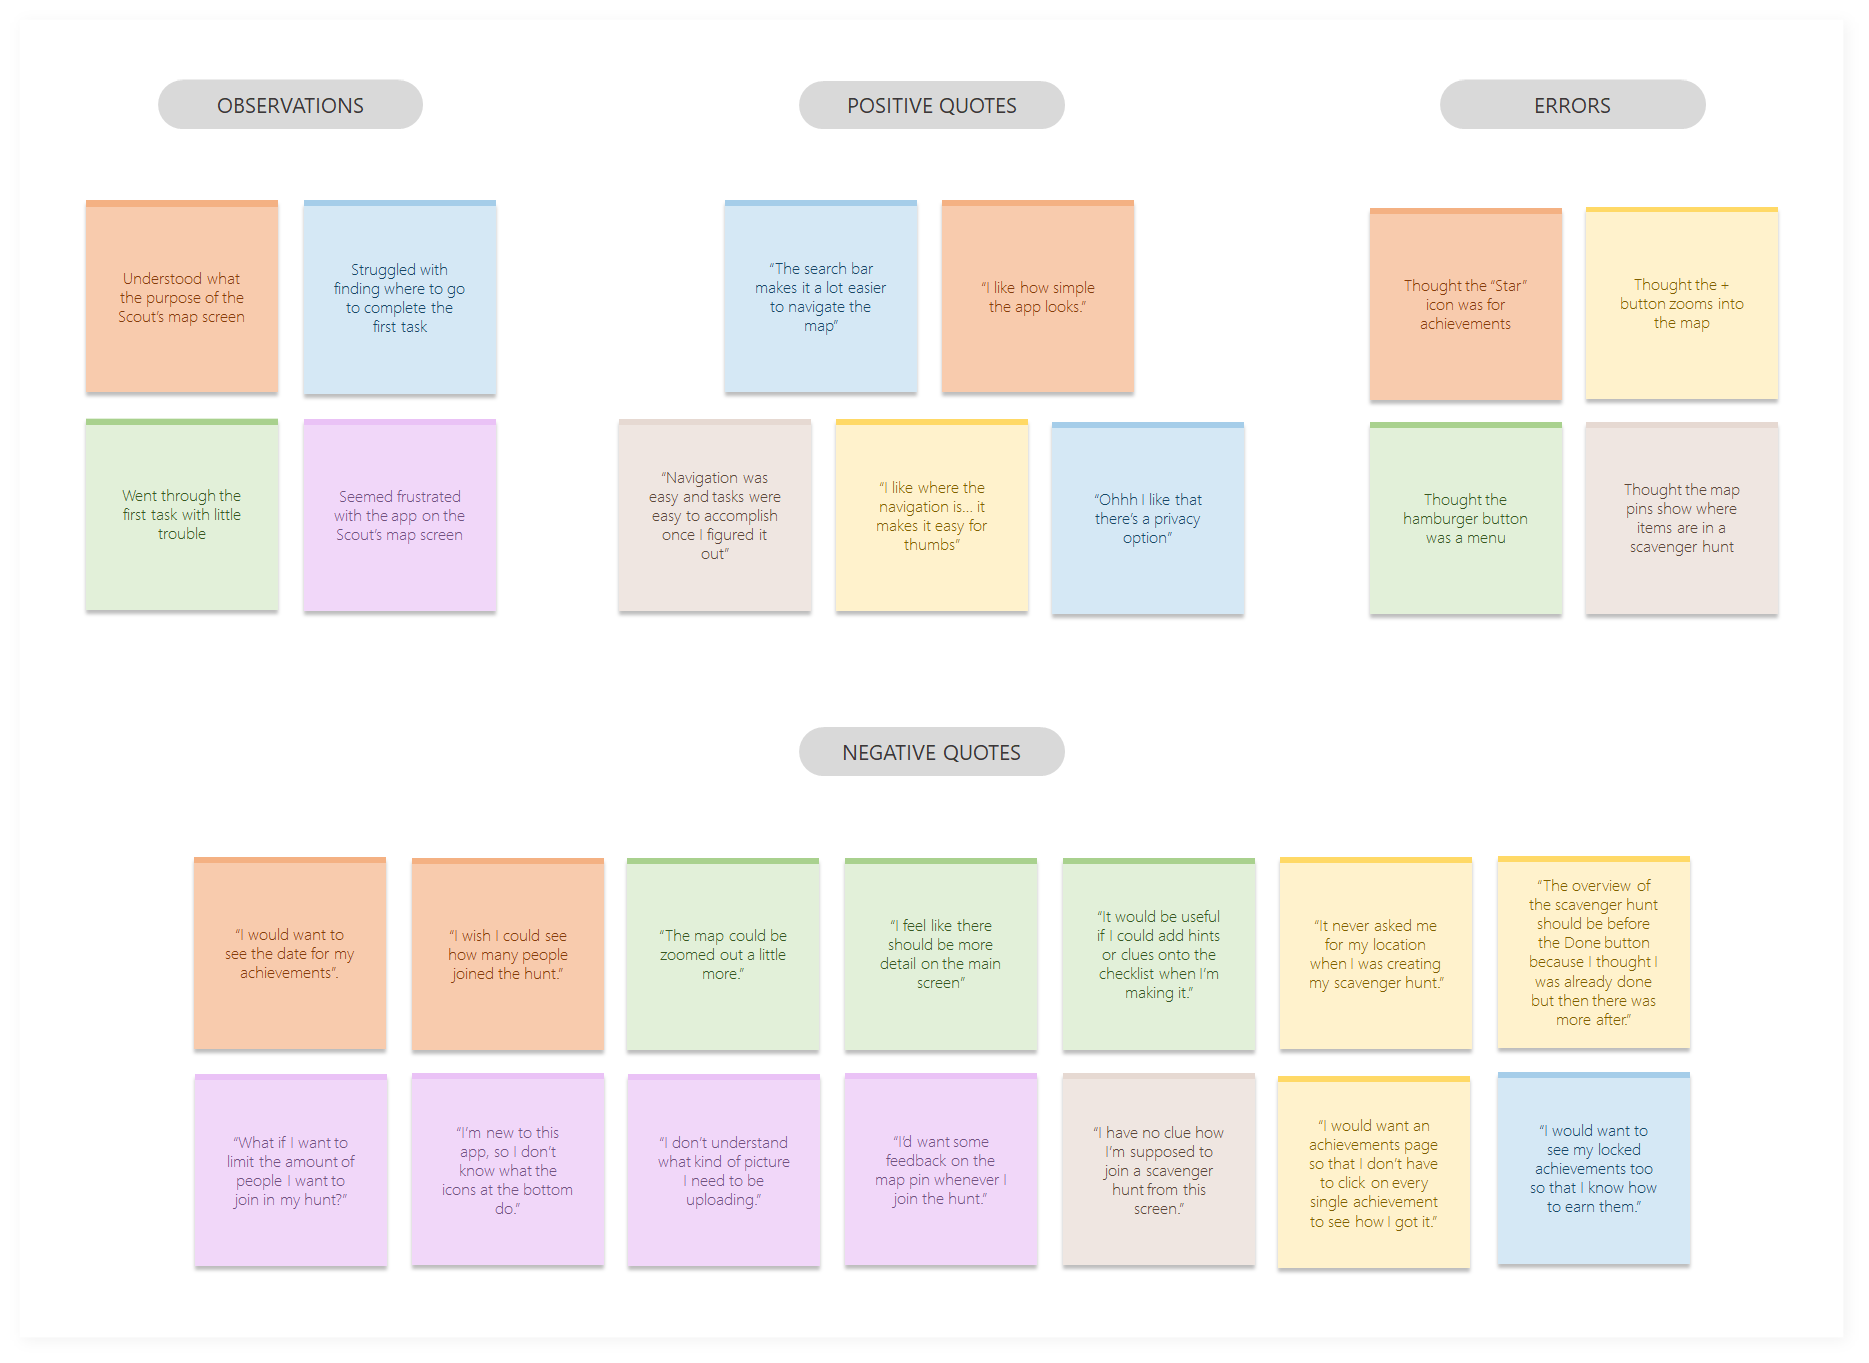 OBSERVATIONS
Understood what
the purpose of the
Scout's map screen
Struggled with
finding where to go
to complete the
first task
Went through the
first task with little
trouble
Seemed frustrated
with the app on the
Scout's map screen
POSITIVE QUOTES
“The search bar
makes it a lot easier
to navigate the
map”
“I like how simple
the app looks.”
“Navigation was
easy and tasks were
easy to accomplish
once I figured it
out”
“I like where the
navigation is... it
makes it easy for
thumbs”
“Ohhh I like that
there's a privacy
option”
ERRORS
Thought the “Star”
icon was for
achievements
Thought the +
button zooms into
the map
Thought the
hamburger button
was a menu
Thought the map
pins show where
items are in a
scavenger hunt
NEGATIVE QUOTES
“I would want to
see the date for my
achievements”.
“I wish I could see
how many people
joined the hunt.”
“The map could be
zoomed out a little
more.”
“I feel like there
should be more
detail on the main
screen”
“It would be useful
if I could add hints
or clues onto the
checklist when I'm
making it.”
“It never asked me
for my location
when I was creating
my scavenger hunt.”
“The overview of
the scavenger hunt
should be before
the Done button
because I thought I
was already done
but then there was
more after.”
“What if I want to
limit the amount of
people I want to
join in my hunt?”
“I'm new to this
app, so I don't
know what the
icons at the bottom
do.”
“I don't understand
what kind of picture
I need to be
uploading.”
“I'd want some
feedback on the
map pin whenever I
join the hunt.”
“I have no clue how
I'm supposed to
join a scavenger
hunt from this
screen.”
“I would want an
achievements page
so that I don't have
to click on every
single achievement
to see how I got it.”
“I would want to
see my locked
achievements too
so that I know how
to earn them.”